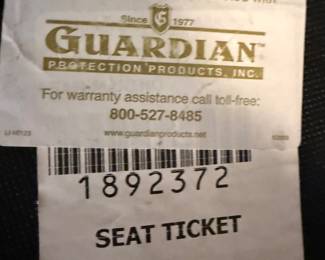 Since 1977
GUARDIAN™
PROTECTION PRODUCTS, INC.
For warranty assistance call toll-free:
800-527-8485
www.guardianproducts.net
1892372
SEAT TICKET